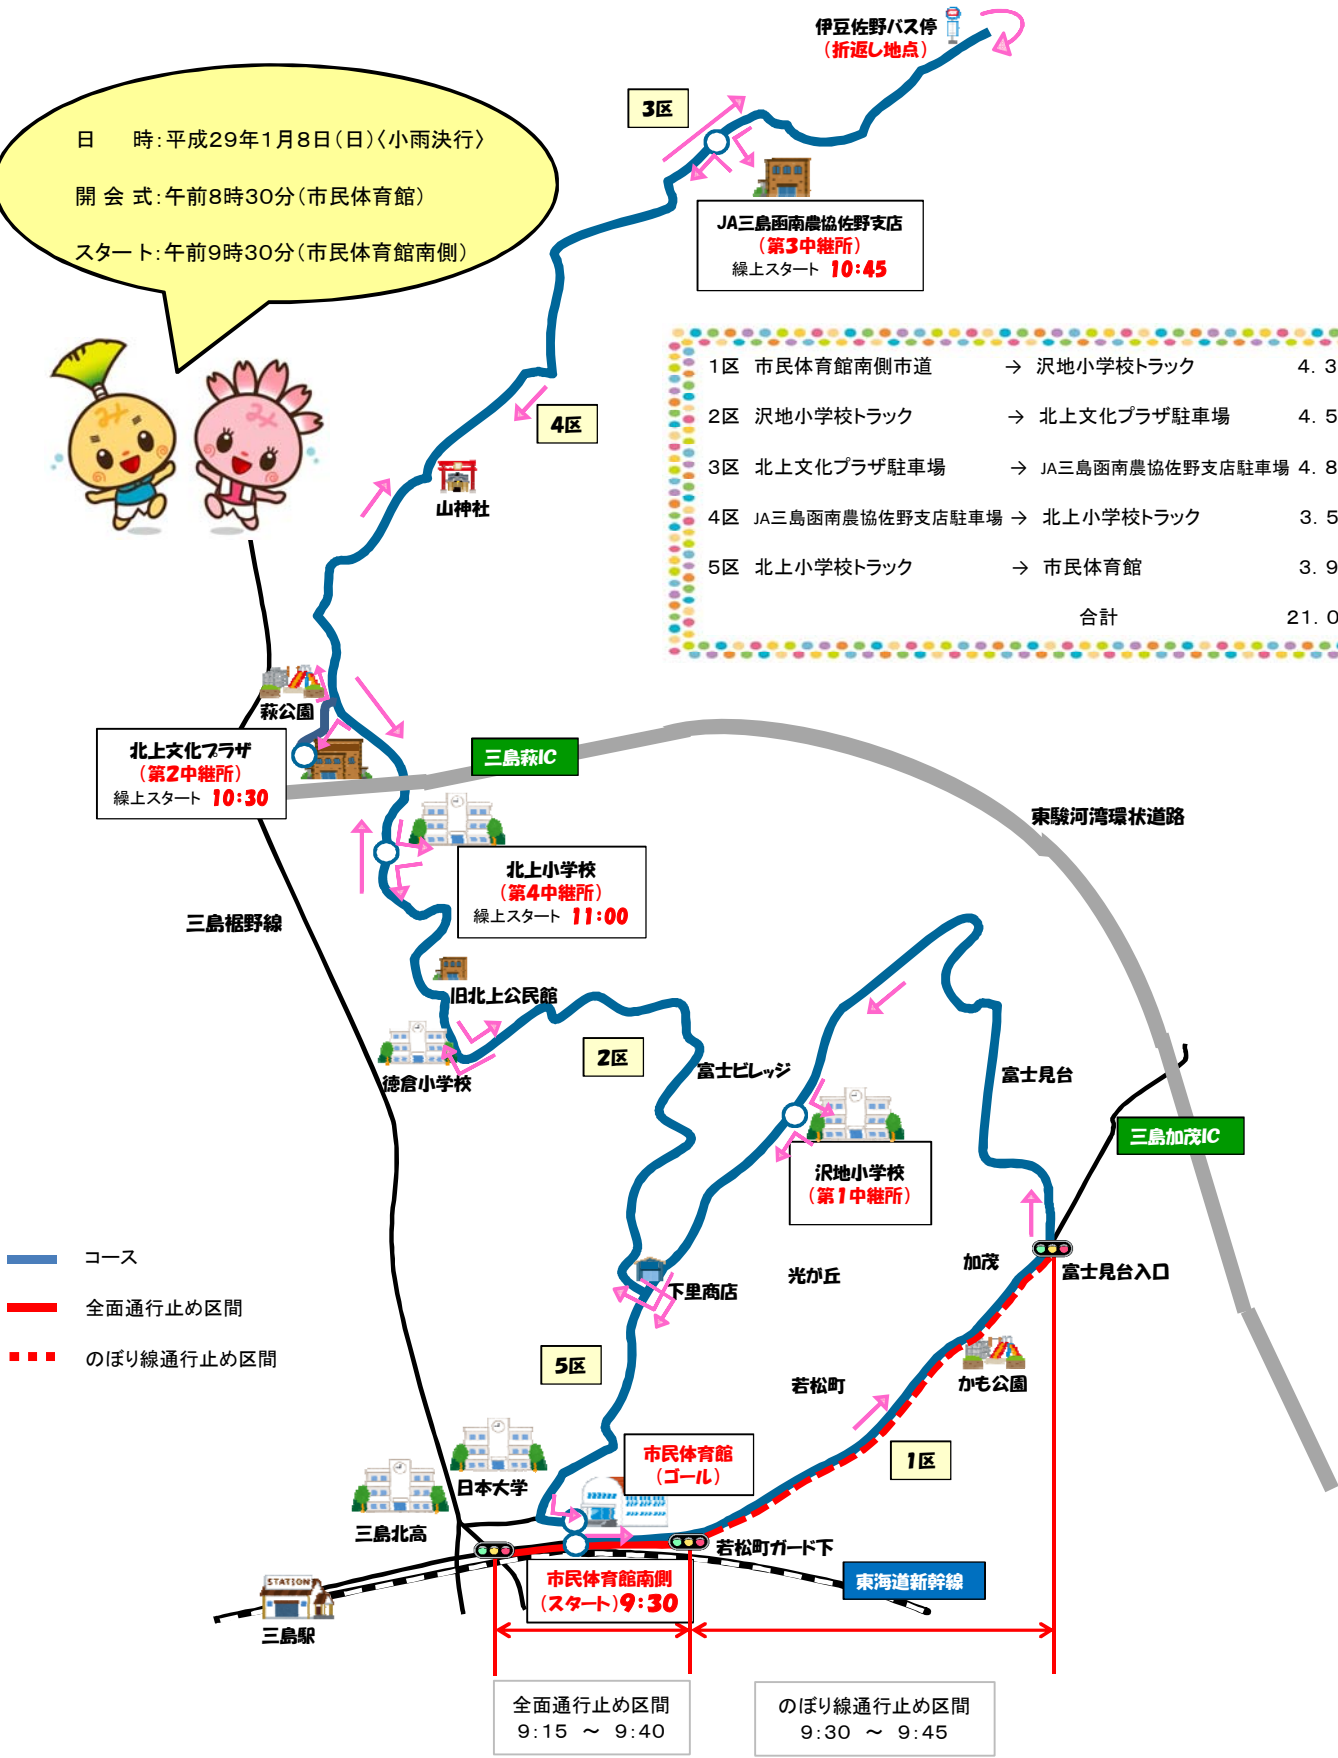 伊豆佐野バス停
(折返し地点)
3区
日　時:平成29年1月8日(日)〈小雨決行〉
開 会 式:午前8時30分(市民体育館)
スタート:午前9時30分(市民体育館南側)
JA三島函南農協佐野支店
(第3中継所)
繰上スタート 10:45
1区 市民体育館南側市道 → 沢地小学校トラック 4.3
2区 沢地小学校トラック → 北上文化プラザ駐車場 4.5
3区 北上文化プラザ駐車場 → JA三島函南農協佐野支店駐車場 4.8
4区 JA三島函南農協佐野支店駐車場 → 北上小学校トラック 3.5
5区 北上小学校トラック → 市民体育館 3.9
合計 21.0
4区
山神社
萩公園
北上文化プラザ
(第2中継所)
繰上スタート 10:30
三島萩IC
東駿河湾環状道路
北上小学校
(第4中継所)
繰上スタート 11:00
三島裾野線
旧北上公民館
徳倉小学校
2区
富士ビレッジ
富士見台
三島加茂IC
沢地小学校
(第1中継所)
コース
全面通行止め区間
のぼり線通行止め区間
下里商店
光が丘
加茂
富士見台入口
5区
若松町
かも公園
1区
市民体育館
(ゴール)
日本大学
三島北高
若松町ガード下
STATION
三島駅
市民体育館南側
(スタート)9:30
東海道新幹線
全面通行止め区間
9:15 ～ 9:40
のぼり線通行止め区間
9:30 ～ 9:45